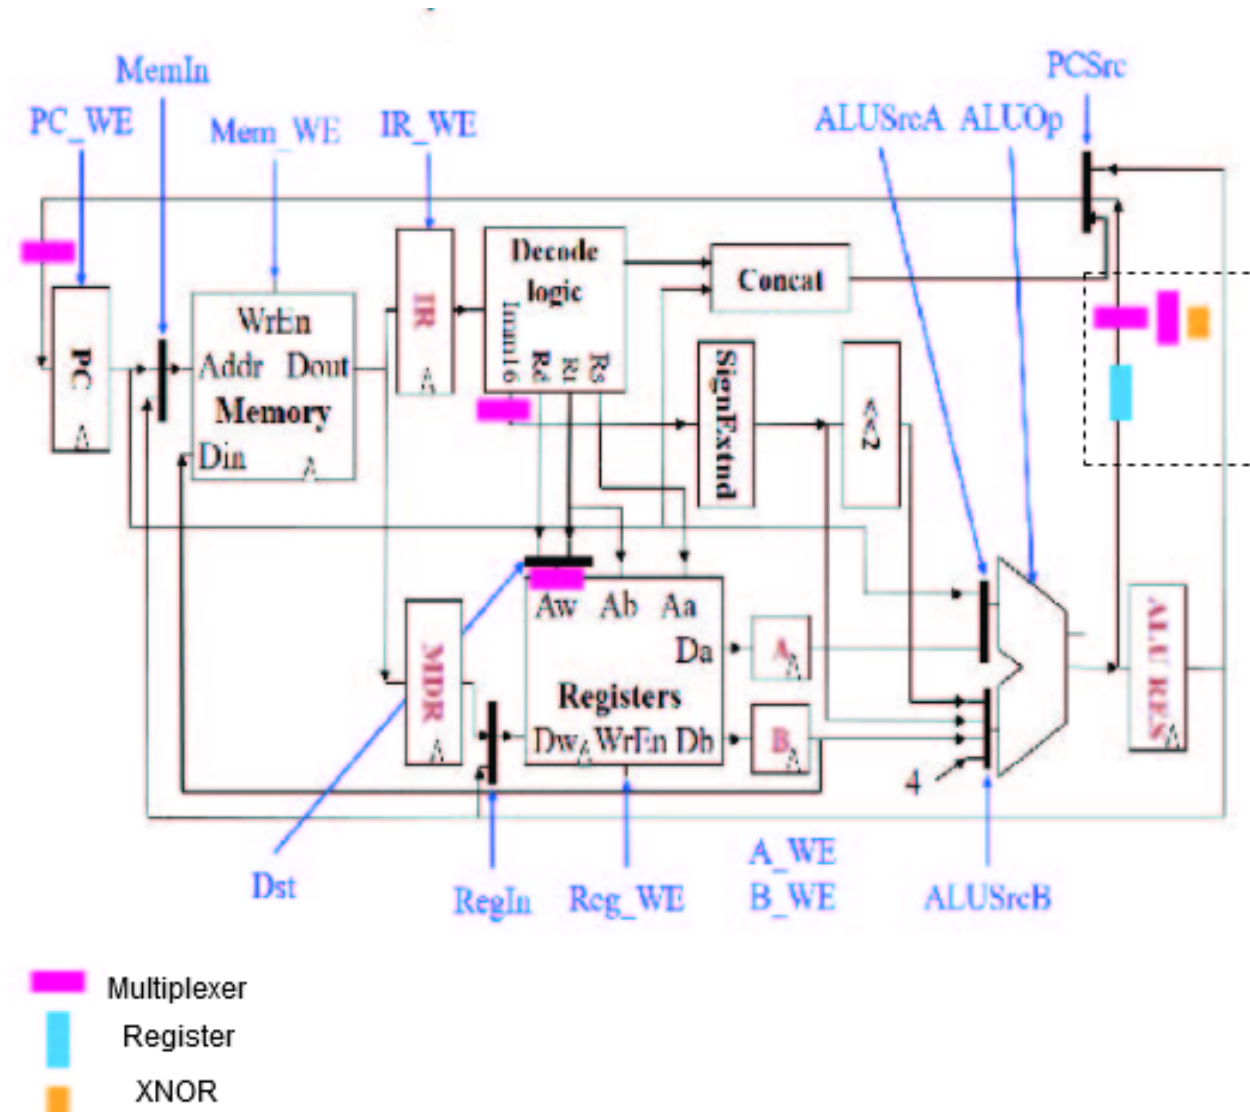 MemIn
PCSrc
PC_WE
Mem_WE
IR_WE
ALUSrcA
ALUOp
Decode
logic
Imm16
Rd
Rt
Rs
Concat
IR
WrEn
PC
Addr
Dout
Memory
Din
SignExtnd
<<2
Aw
Ab
Aa
Da
A
MDR
Registers
Dw
WrEn
Db
B
ALU RES
4
A_WE
B_WE
Dst
RegIn
Reg_WE
ALUSrcB
Multiplexer
Register
XNOR